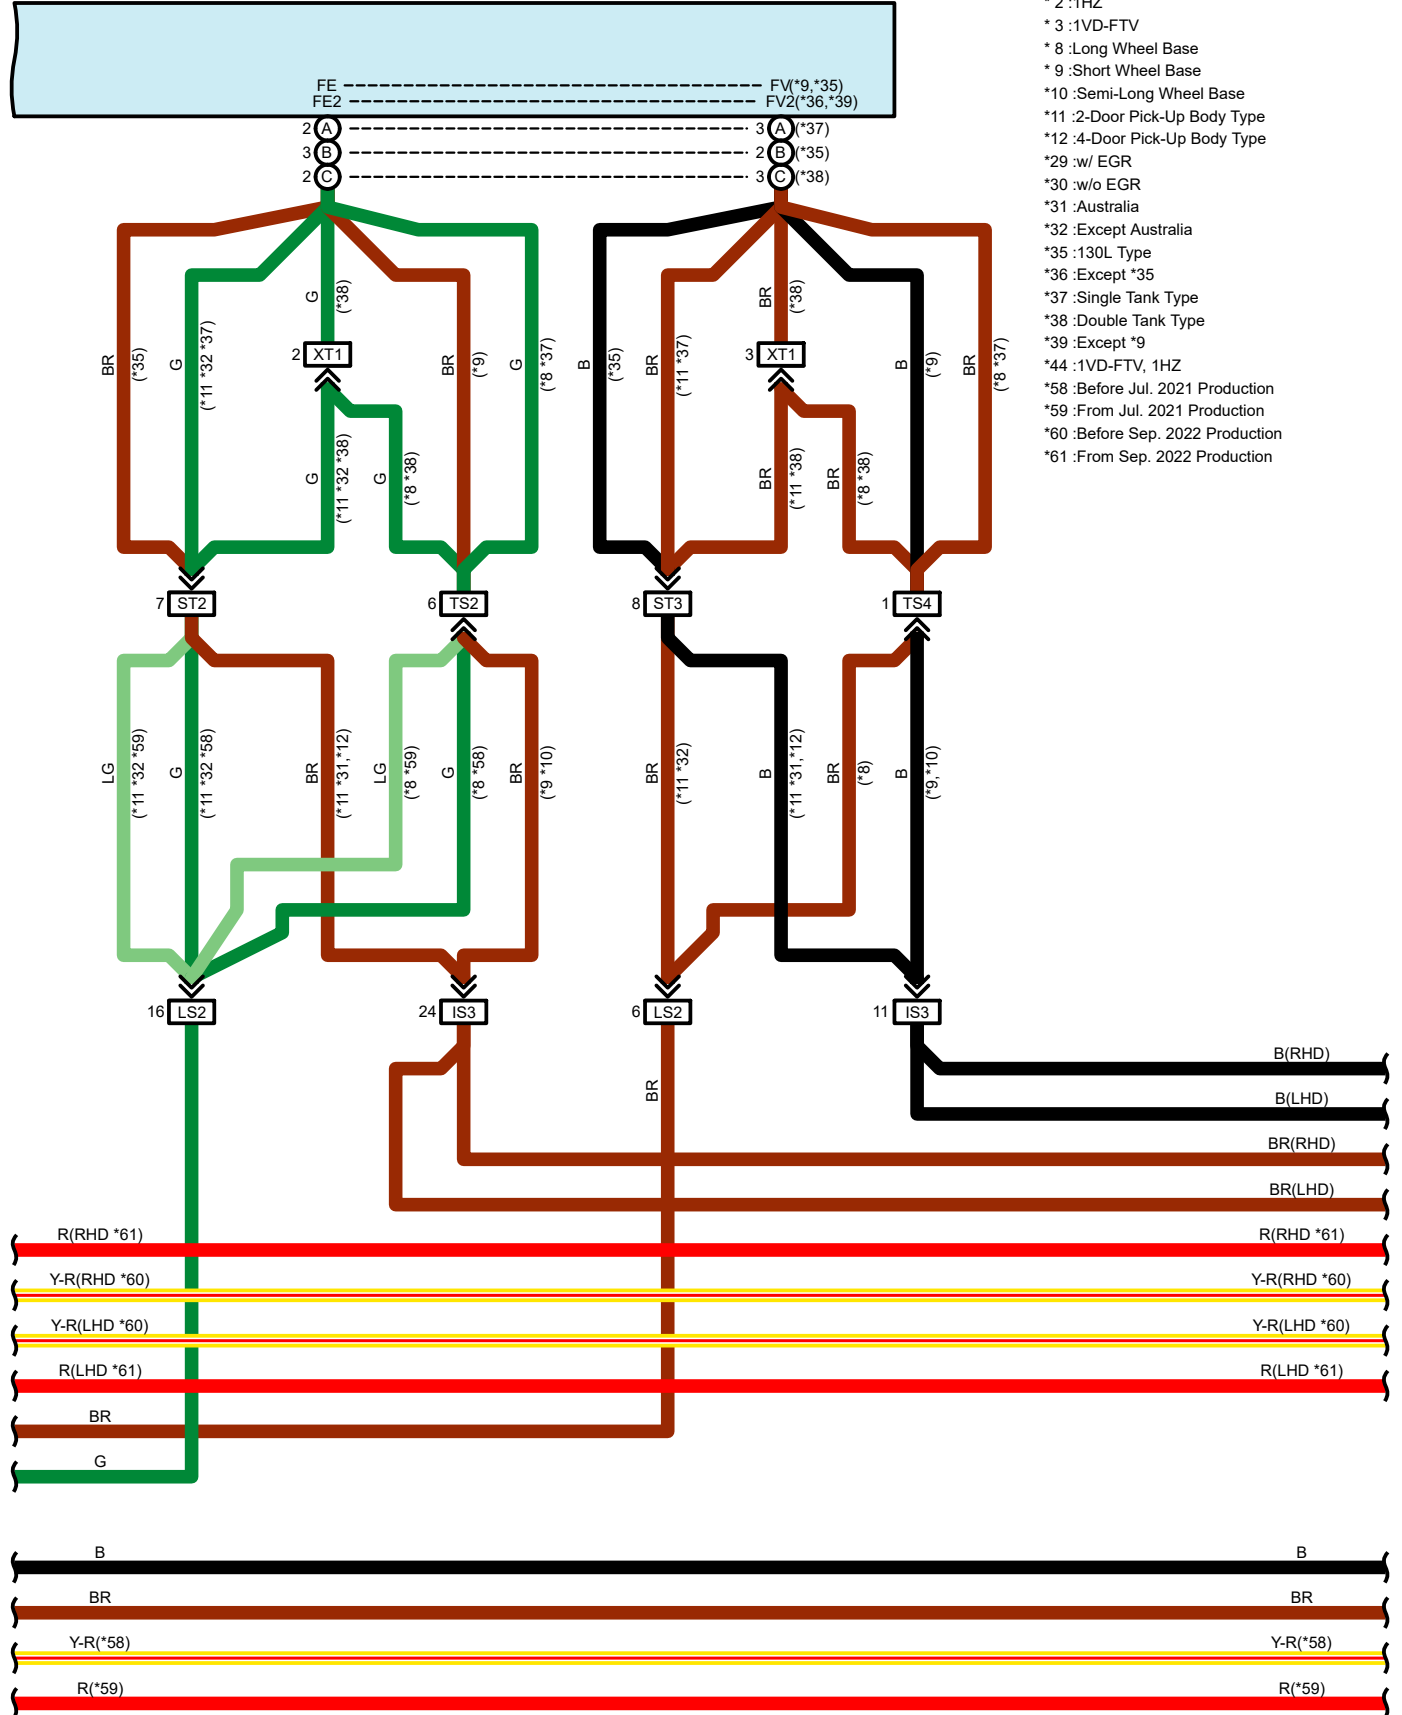 * 2 :1HZ
* 3 :1VD-FTV
* 8 :Long Wheel Base
* 9 :Short Wheel Base
*10 :Semi-Long Wheel Base
*11 :2-Door Pick-Up Body Type
*12 :4-Door Pick-Up Body Type
*29 :w/ EGR
*30 :w/o EGR
*31 :Australia
*32 :Except Australia
*35 :130L Type
*36 :Except *35
*37 :Single Tank Type
*38 :Double Tank Type
*39 :Except *9
*44 :1VD-FTV, 1HZ
*58 :Before Jul. 2021 Production
*59 :From Jul. 2021 Production
*60 :Before Sep. 2022 Production
*61 :From Sep. 2022 Production
FE FV(*9,*35)
FE2 FV2(*36,*39)
2 A 3 A (*37)
3 B 2 B (*35)
2 C 3 C (*38)
G
(*38)
BR
(*38)
BR
(*35)
G
(*11 *32 *37)
2 XT1
BR
(*9)
G
(*8 *37)
B
(*35)
BR
(*11 *37)
3 XT1
B
(*9)
BR
(*8 *37)
G
(*11 *32 *38)
G
(*8 *38)
BR
(*11 *38)
BR
(*8 *38)
7 ST2
6 TS2
8 ST3
1 TS4
LG
(*11 *32 *59)
G
(*11 *32 *58)
BR
(*11 *31,*12)
LG
(*8 *59)
G
(*8 *58)
BR
(*9 *10)
BR
(*11 *32)
B
(*11 *31,*12)
BR
(*8)
B
(*9,*10)
16 LS2
24 IS3
6 LS2
11 IS3
BR
B(RHD)
B(LHD)
BR(RHD)
BR(LHD)
R(RHD *61) R(RHD *61)
Y-R(RHD *60) Y-R(RHD *60)
Y-R(LHD *60) Y-R(LHD *60)
R(LHD *61) R(LHD *61)
BR
G
B B
BR BR
Y-R(*58) Y-R(*58)
R(*59) R(*59)